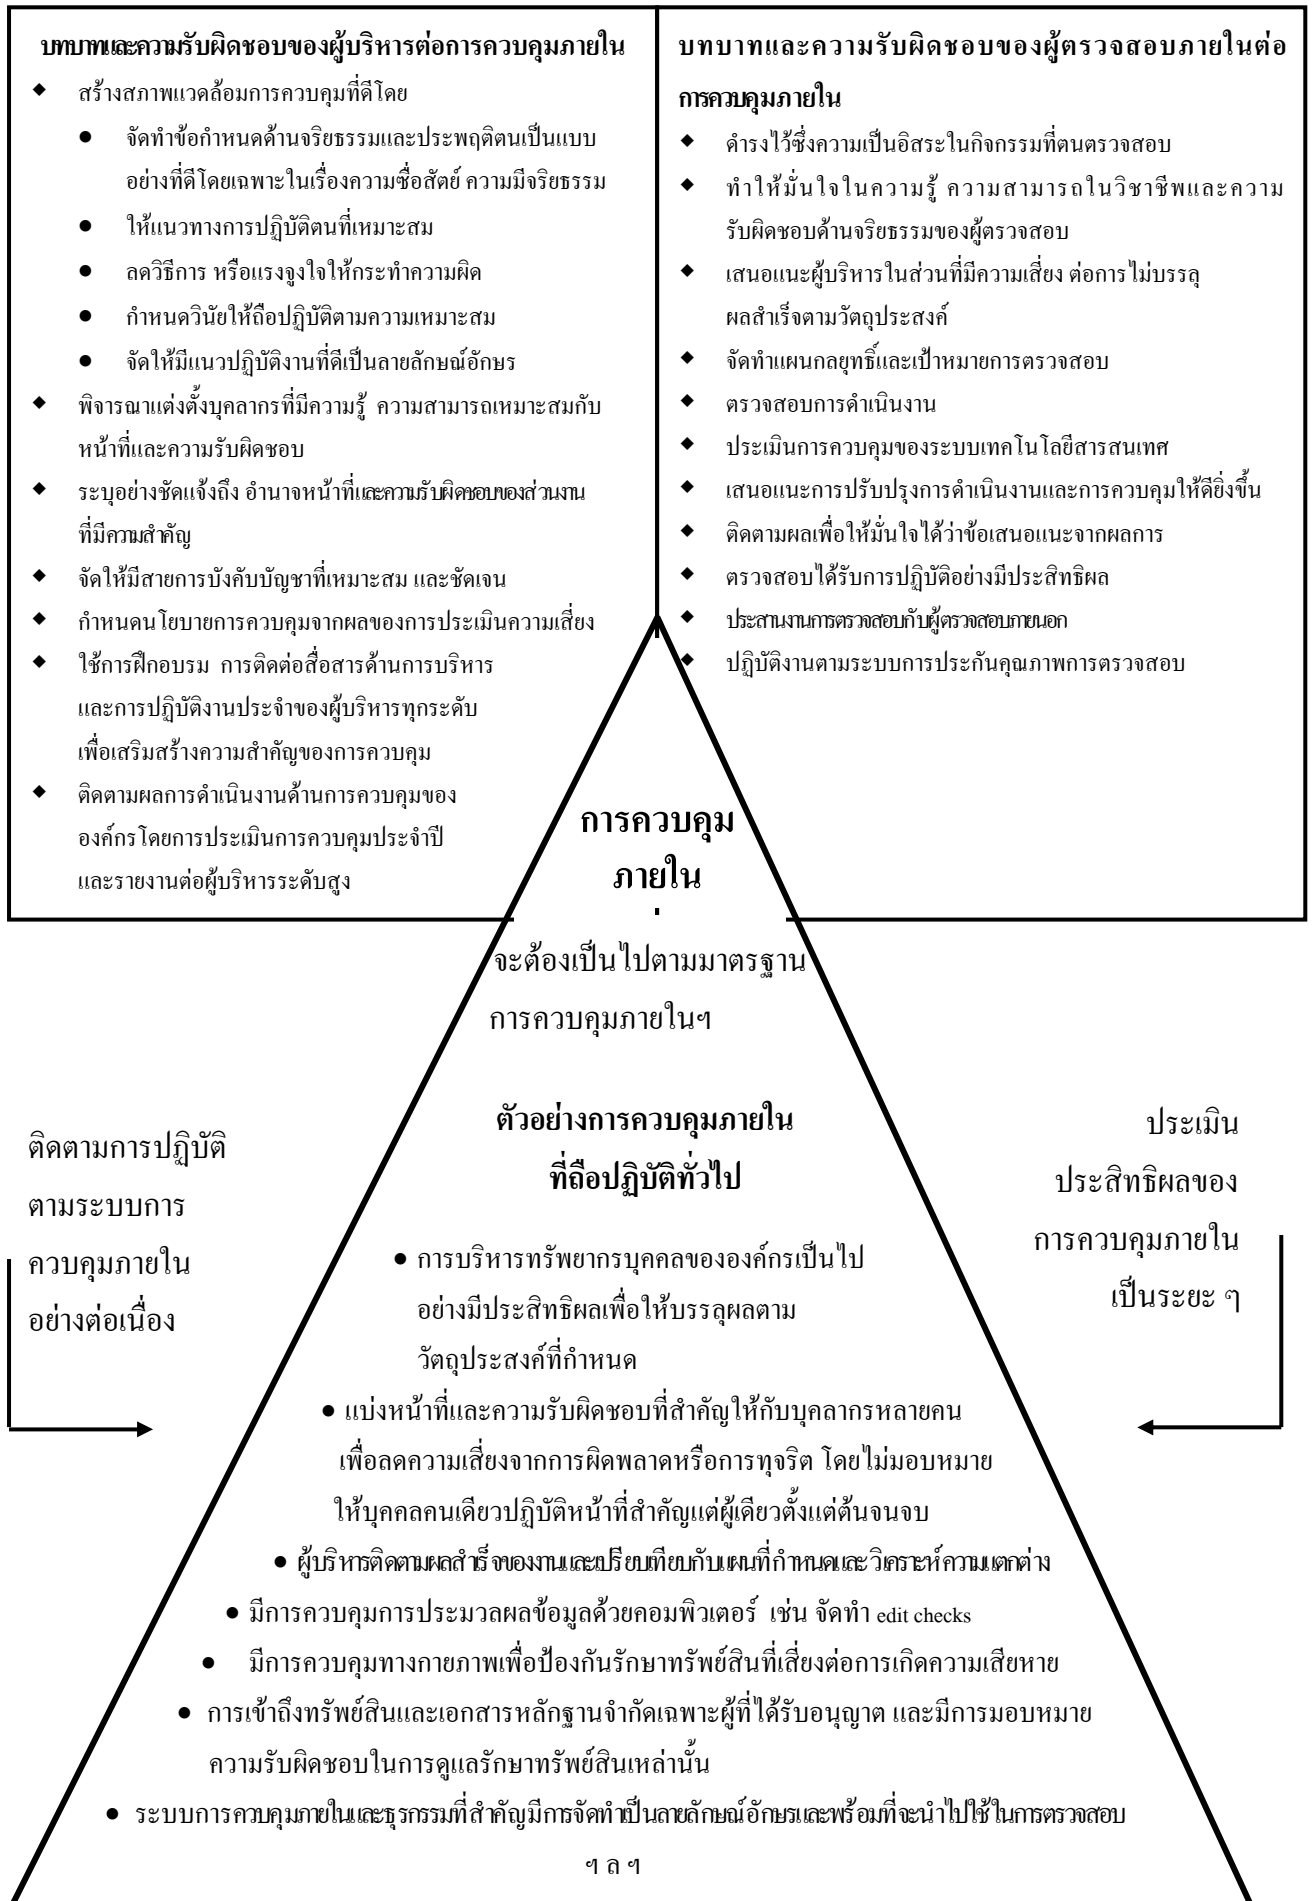 บทบาทและความรับผิดชอบของผู้บริหารต่อการควบคุมภายใน
◆ สร้างสภาพแวดล้อมการควบคุมที่ดีโดย
● จัดทำข้อกำหนดด้านจริยธรรมและประพฤติตนเป็นแบบ
อย่างที่ดีโดยเฉพาะในเรื่องความซื่อสัตย์ ความมีจริยธรรม
● ให้แนวทางการปฏิบัติตนที่เหมาะสม
● ลดวิธีการ หรือแรงจูงใจให้กระทำความผิด
● กำหนดวินัยให้ถือปฏิบัติตามความเหมาะสม
● จัดให้มีแนวปฏิบัติงานที่ดีเป็นลายลักษณ์อักษร
◆ พิจารณาแต่งตั้งบุคลากรที่มีความรู้ ความสามารถเหมาะสมกับ
หน้าที่และความรับผิดชอบ
◆ ระบุอย่างชัดแจ้งถึง อำนาจหน้าที่และความรับผิดชอบของส่วนงาน
ที่มีความสำคัญ
◆ จัดให้มีสายการบังคับบัญชาที่เหมาะสม และชัดเจน
◆ กำหนดนโยบายการควบคุมจากผลของการประเมินความเสี่ยง
◆ ใช้การฝึกอบรม การติดต่อสื่อสารด้านการบริหาร
และการปฏิบัติงานประจำของผู้บริหารทุกระดับ
เพื่อเสริมสร้างความสำคัญของการควบคุม
◆ ติดตามผลการดำเนินงานด้านการควบคุมของ
องค์กรโดยการประเมินการควบคุมประจำปี
และรายงานต่อผู้บริหารระดับสูง
บทบาทและความรับผิดชอบของผู้ตรวจสอบภายในต่อ
การควบคุมภายใน
◆ ดำรงไว้ซึ่งความเป็นอิสระในกิจกรรมที่ตนตรวจสอบ
◆ ทำให้มั่นใจในความรู้ ความสามารถในวิชาชีพและความ
รับผิดชอบด้านจริยธรรมของผู้ตรวจสอบ
◆ เสนอแนะผู้บริหารในส่วนที่มีความเสี่ยง ต่อการไม่บรรลุ
ผลสำเร็จตามวัตถุประสงค์
◆ จัดทำแผนกลยุทธ์และเป้าหมายการตรวจสอบ
◆ ตรวจสอบการดำเนินงาน
◆ ประเมินการควบคุมของระบบเทคโนโลยีสารสนเทศ
◆ เสนอแนะการปรับปรุงการดำเนินงานและการควบคุมให้ดียิ่งขึ้น
◆ ติดตามผลเพื่อให้มั่นใจได้ว่าข้อเสนอแนะจากผลการ
◆ ตรวจสอบได้รับการปฏิบัติอย่างมีประสิทธิผล
◆ ประสานงานการตรวจสอบกับผู้ตรวจสอบภายนอก
◆ ปฏิบัติงานตามระบบการประกันคุณภาพการตรวจสอบ
การควบคุม
ภายใน
จะต้องเป็นไปตามมาตรฐาน
การควบคุมภายในฯ
ติดตามการปฏิบัติ
ตามระบบการ
ควบคุมภายใน
อย่างต่อเนื่อง
ประเมิน
ประสิทธิผลของ
การควบคุมภายใน
เป็นระยะ ๆ
ตัวอย่างการควบคุมภายใน
ที่ถือปฏิบัติทั่วไป
● การบริหารทรัพยากรบุคคลขององค์กรเป็นไป
อย่างมีประสิทธิผลเพื่อให้บรรลุผลตาม
วัตถุประสงค์ที่กำหนด
● แบ่งหน้าที่และความรับผิดชอบที่สำคัญให้กับบุคลากรหลายคน
เพื่อลดความเสี่ยงจากการผิดพลาดหรือการทุจริต โดยไม่มอบหมาย
ให้บุคคลคนเดียวปฏิบัติหน้าที่สำคัญแต่ผู้เดียวตั้งแต่ต้นจนจบ
● ผู้บริหารติดตามผลสำเร็จของงานและเปรียบเทียบกับแผนที่กำหนดและวิเคราะห์ความแตกต่าง
● มีการควบคุมการประมวลผลข้อมูลด้วยคอมพิวเตอร์ เช่น จัดทำ edit checks
● มีการควบคุมทางกายภาพเพื่อป้องกันรักษาทรัพย์สินที่เสี่ยงต่อการเกิดความเสียหาย
● การเข้าถึงทรัพย์สินและเอกสารหลักฐานจำกัดเฉพาะผู้ที่ได้รับอนุญาต และมีการมอบหมาย
ความรับผิดชอบในการดูแลรักษาทรัพย์สินเหล่านั้น
● ระบบการควบคุมภายในและธุรกรรมที่สำคัญมีการจัดทำเป็นลายลักษณ์อักษรและพร้อมที่จะนำไปใช้ในการตรวจสอบ
ฯ ล ฯ